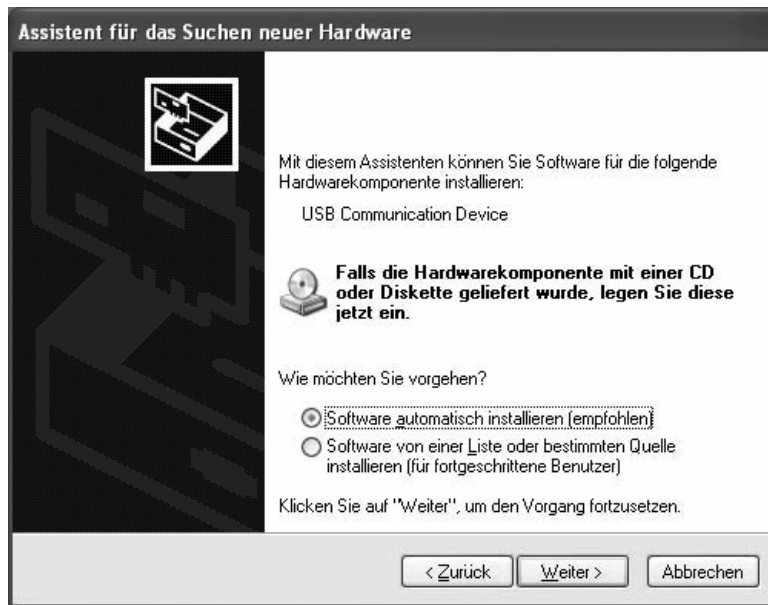 Assistent für das Suchen neuer Hardware
Mit diesem Assistenten können Sie Software für die folgende
Hardwarekomponente installieren:
USB Communication Device
Falls die Hardwarekomponente mit einer CD
oder Diskette geliefert wurde, legen Sie diese
jetzt ein.
Wie möchten Sie vorgehen?
Software automatisch installieren (empfohlen)
Software von einer Liste oder bestimmten Quelle
installieren (für fortgeschrittene Benutzer)
Klicken Sie auf "Weiter", um den Vorgang fortzusetzen.
< Zurück Weiter > Abbrechen